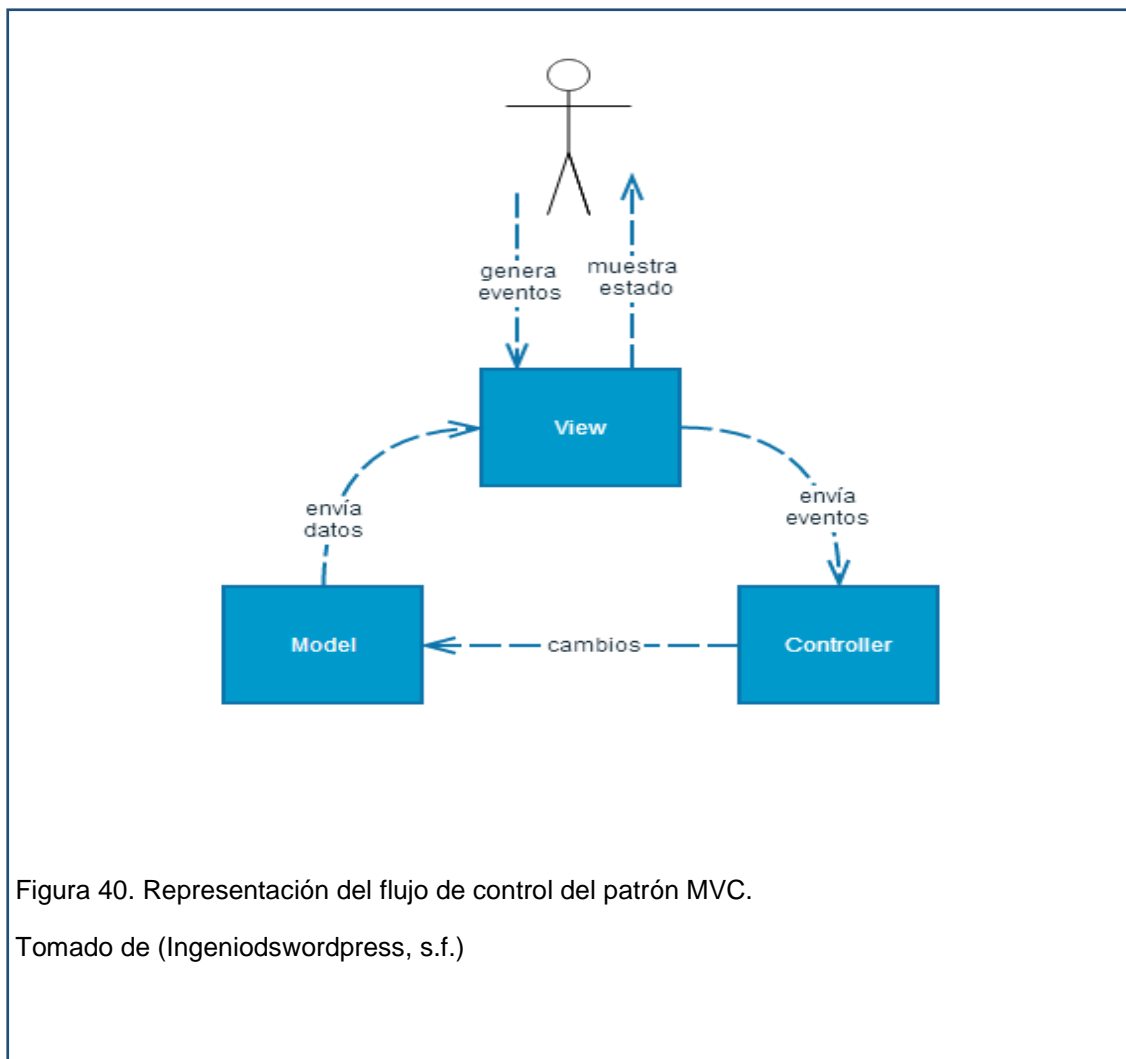 genera
eventos
muestra
estado
View
envía
datos
envía
eventos
Model
cambios
Controller
Figura 40. Representación del flujo de control del patrón MVC.
Tomado de (Ingeniodswordpress, s.f.)